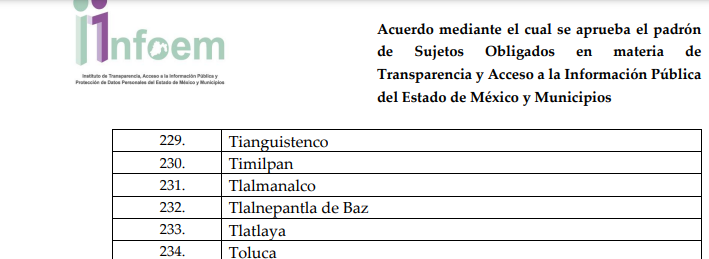 infoem
Instituto de Transparencia, Acceso a la Información Pública y
Protección de Datos Personales del Estado de México y Municipios
Acuerdo mediante el cual se aprueba el padrón
de Sujetos Obligados en materia de
Transparencia y Acceso a la Información Pública
del Estado de México y Municipios
229. Tianguistenco
230. Timilpan
231. Tlalmanalco
232. Tlalnepantla de Baz
233. Tlatlaya
234. Toluca